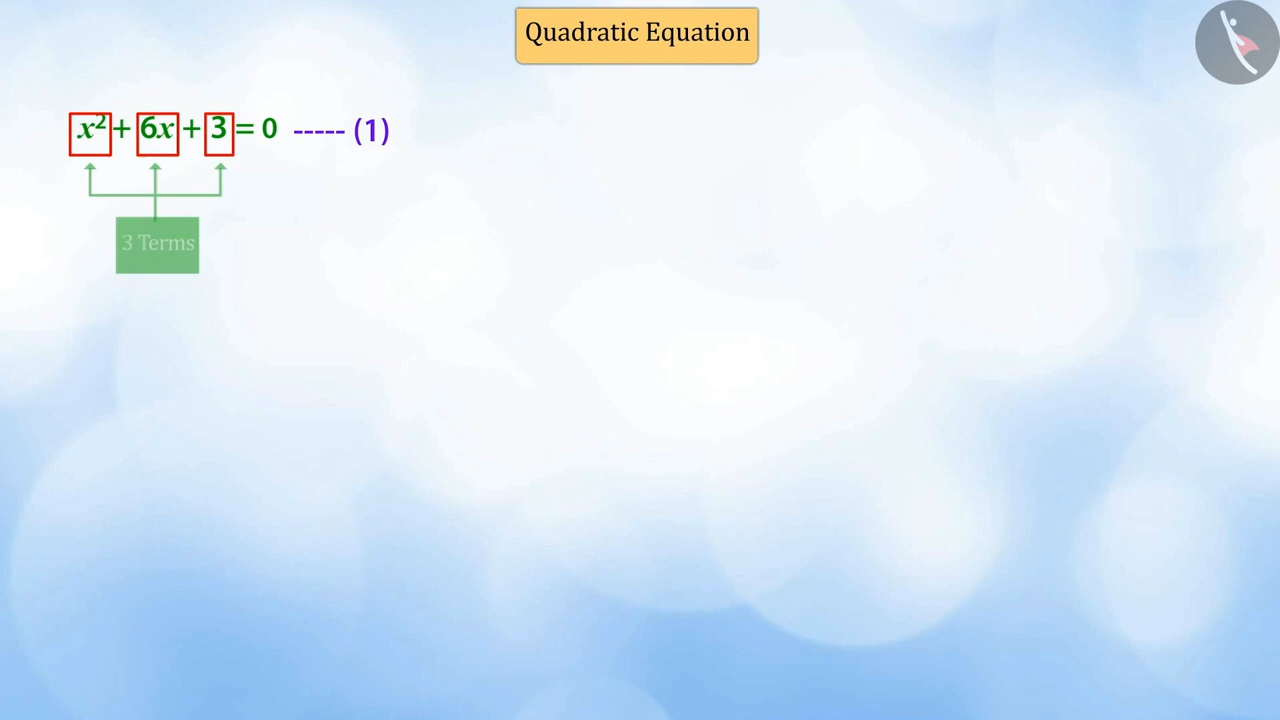 Quadratic Equation
x² + 6x + 3 = 0 ----- (1)
3 Terms